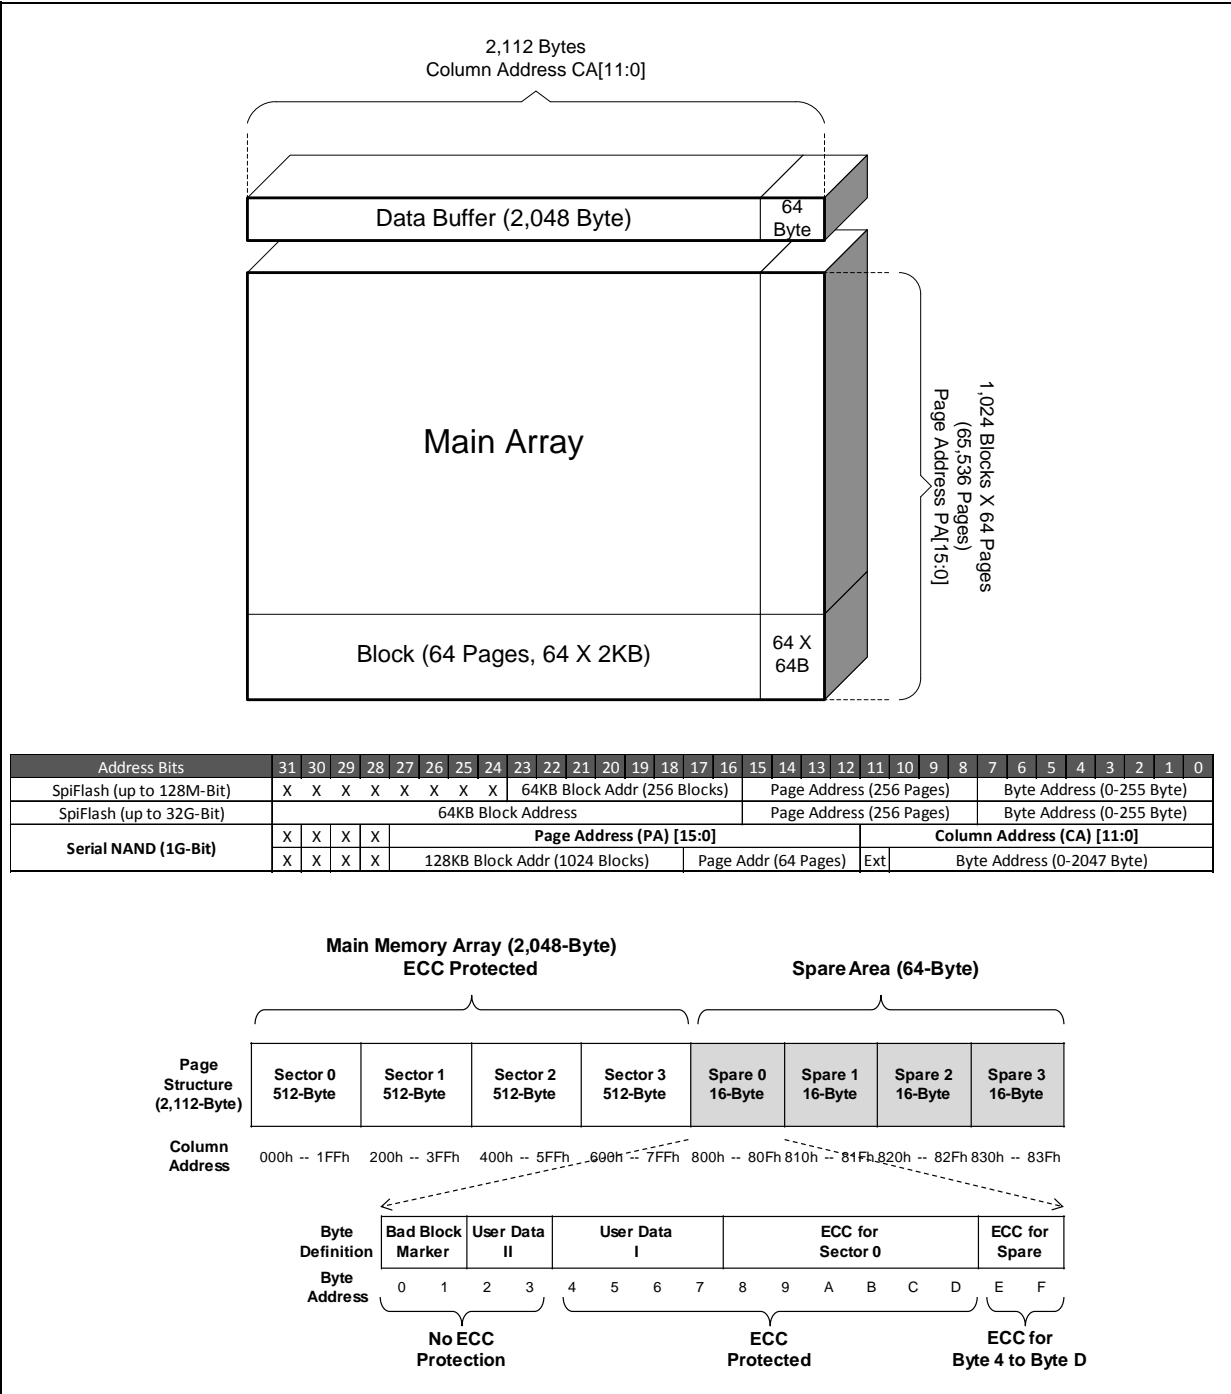 2,112 Bytes
Column Address CA[11:0]
Data Buffer (2,048 Byte)
64
Byte
Main Array
1,024 Blocks X 64 Pages
(65,536 Pages)
Page Address PA[15:0]
Block (64 Pages, 64 X 2KB)
64 X
64B
Address Bits 31 30 29 28 27 26 25 24 23 22 21 20 19 18 17 16 15 14 13 12 11 10 9 8 7 6 5 4 3 2 1 0
SpiFlash (up to 128M-Bit) X X X X X X X X 64KB Block Addr (256 Blocks) Page Address (256 Pages) Byte Address (0-255 Byte)
SpiFlash (up to 32G-Bit) 64KB Block Address Page Address (256 Pages) Byte Address (0-255 Byte)
Serial NAND (1G-Bit) X X X X Page Address (PA) [15:0] Column Address (CA) [11:0]
X X X X 128KB Block Addr (1024 Blocks) Page Addr (64 Pages) Ext Byte Address (0-2047 Byte)
Main Memory Array (2,048-Byte)
ECC Protected
Spare Area (64-Byte)
Page
Structure
(2,112-Byte)
Sector 0
512-Byte
Sector 1
512-Byte
Sector 2
512-Byte
Sector 3
512-Byte
Spare 0
16-Byte
Spare 1
16-Byte
Spare 2
16-Byte
Spare 3
16-Byte
Column
Address
000h -- 1FFh 200h -- 3FFh 400h -- 5FFh 600h -- 7FFh 800h -- 80Fh 810h -- 81Fh 820h -- 82Fh 830h -- 83Fh
Byte
Definition
Bad Block
Marker
User Data
II
User Data
I
ECC for
Sector 0
ECC for
Spare
Byte
Address
0 1 2 3 4 5 6 7 8 9 A B C D E F
No ECC
Protection
ECC
Protected
ECC for
Byte 4 to Byte D